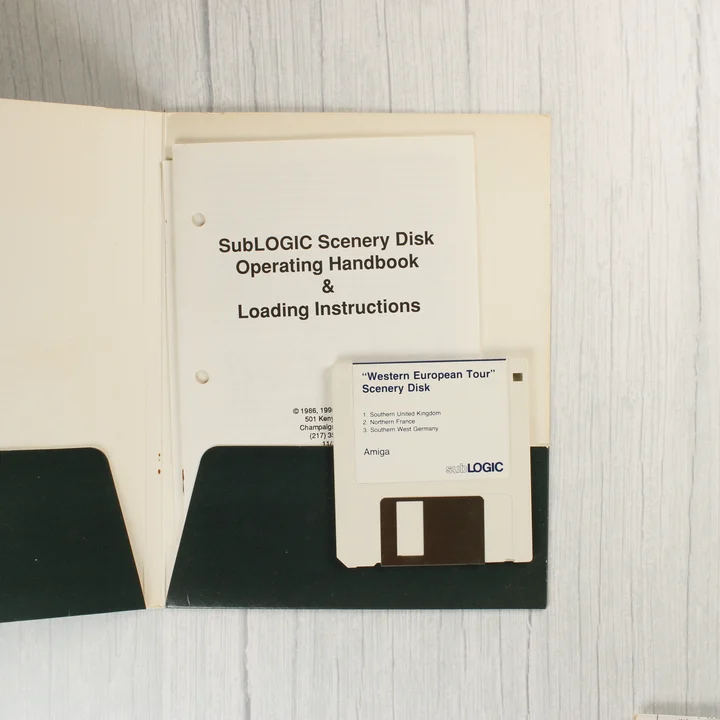 SubLOGIC Scenery Disk
Operating Handbook
&
Loading Instructions
© 1986, 199
501 Keny
Champaig
(217) 3
11/
"Western European Tour"
Scenery Disk
1. Southern United Kingdom
2. Northern France
3. Southern West Germany
Amiga
subLOGIC